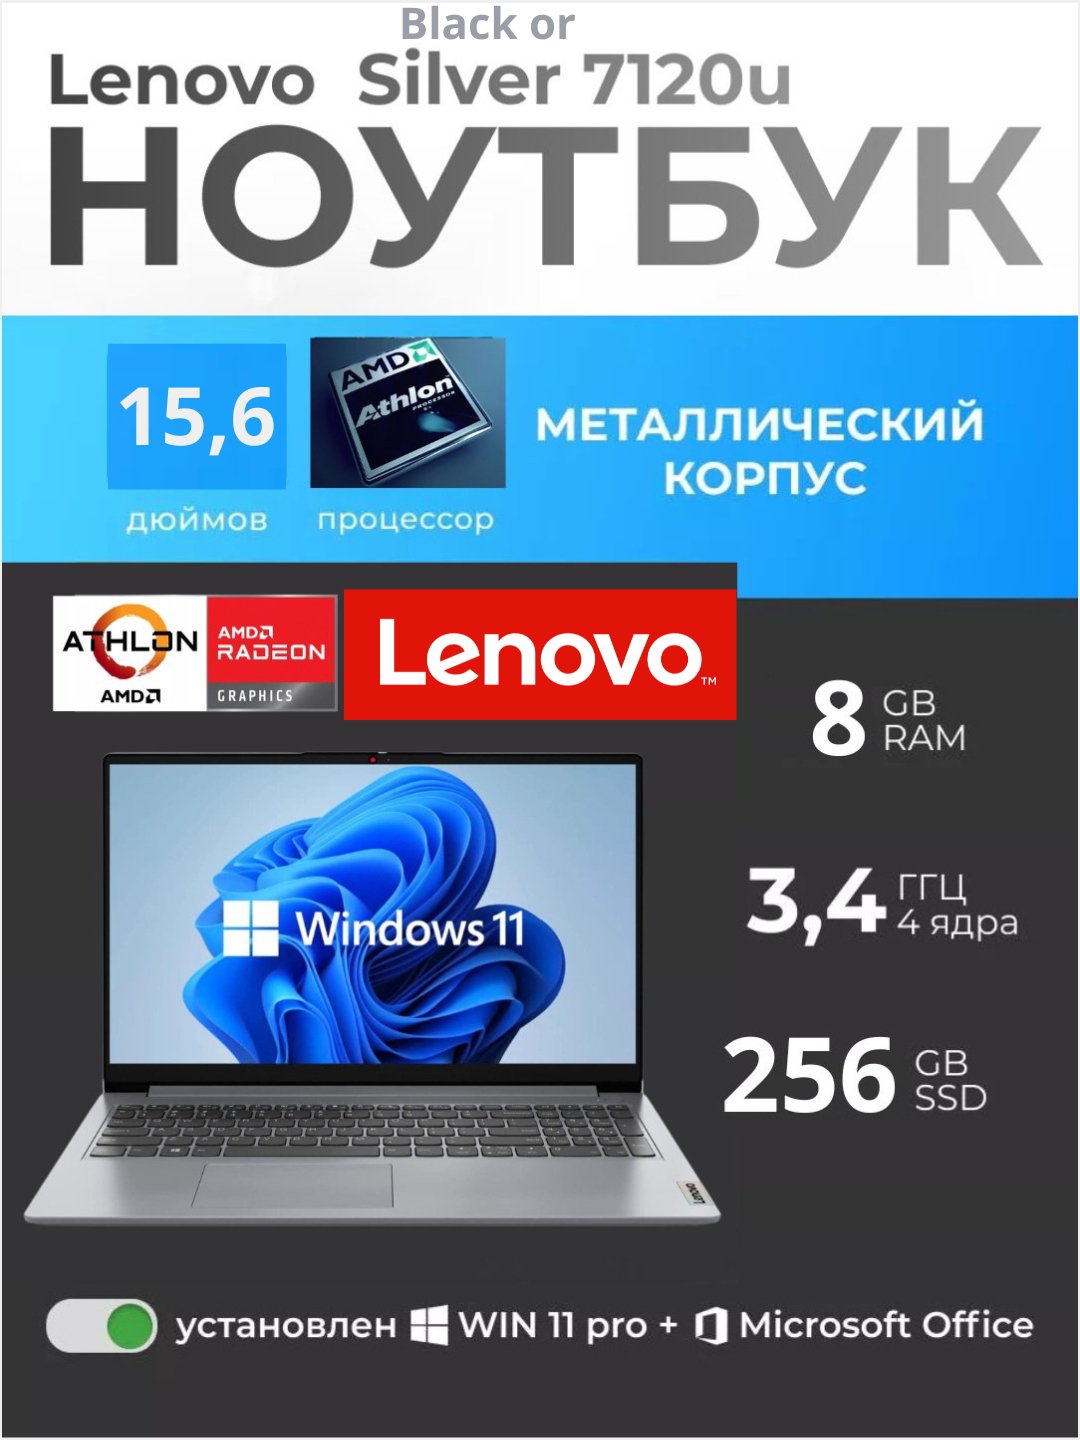 Black or
Lenovo Silver 7120u
НОУТБУК
15,6
дюймов
AMD
Athlon
PROCESSOR
процессор
МЕТАЛЛИЧЕСКИЙ
КОРПУС
ATHLON
AMD
AMD
RADEON
GRAPHICS
Lenovo™
8 GB
RAM
Windows 11
3,4 ГГЦ
4 ядра
256 GB
SSD
Lenovo
установлен WIN 11 pro + Microsoft Office